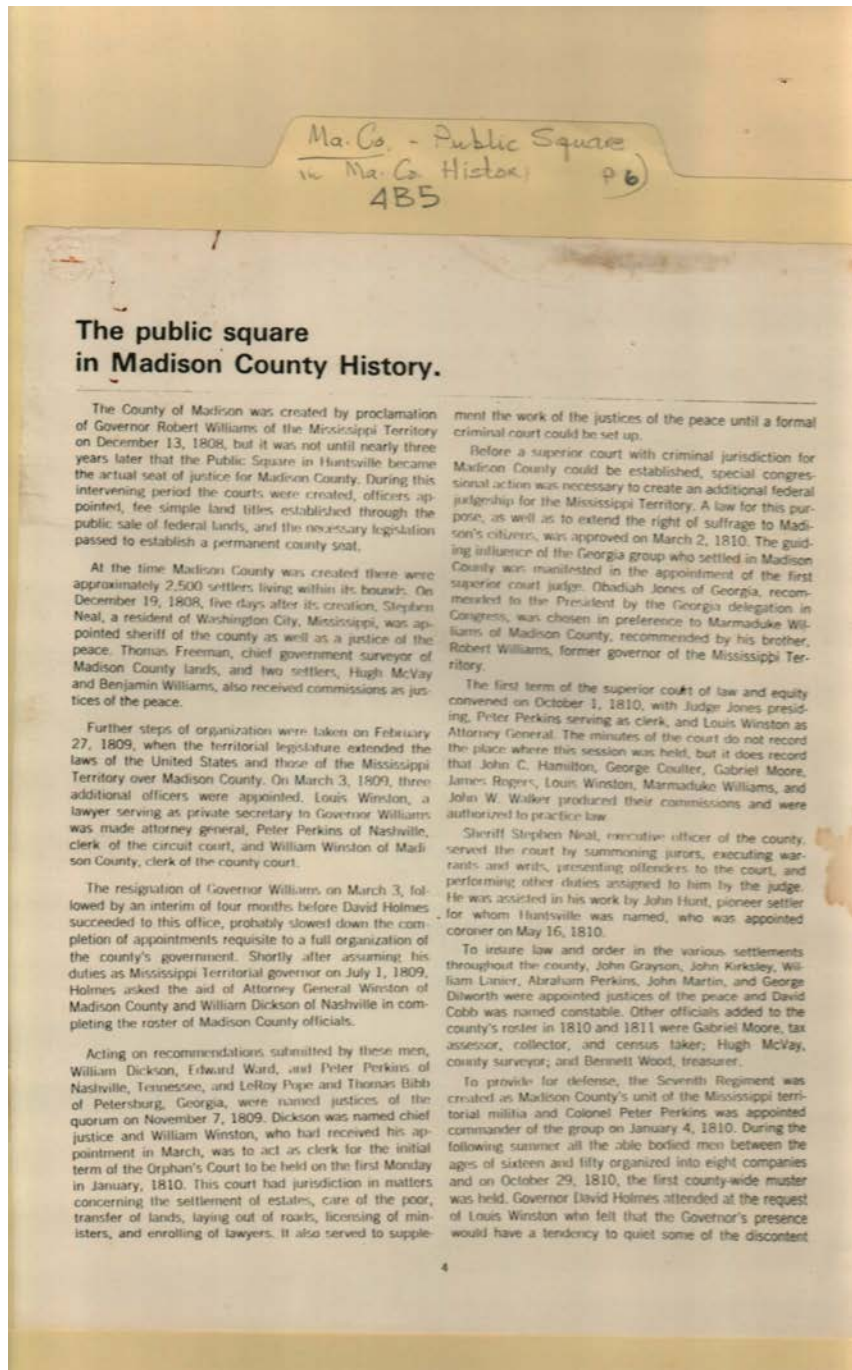 Ma. Co. - Public Square
in Ma. Co. History p 6)
4B5
The public square
in Madison County History.
The County of Madison was created by proclamation
of Governor Robert Williams of the Mississippi Territory
on December 13, 1808, but it was not until nearly three
years later that the Public Square in Huntsville became
the actual seat of justice for Madison County. During this
intervening period the courts were created, officers ap-
pointed, fee simple land titles established through the
public sale of federal lands, and the necessary legislation
passed to establish a permanent county seat.
At the time Madison County was created there were
approximately 2,500 settlers living within its bounds. On
December 19, 1808, five days after its creation, Stephen
Neal, a resident of Washington City, Mississippi, was ap-
pointed sheriff of the county as well as a justice of the
peace. Thomas Freeman, chief government surveyor of
Madison County lands, and two settlers, Hugh McVay
and Benjamin Williams, also received commissions as jus-
tices of the peace.
Further steps of organization were taken on February
27, 1809, when the territorial legislature extended the
laws of the United States and those of the Mississippi
Territory over Madison County. On March 3, 1809, three
additional officers were appointed. Louis Winston, a
lawyer serving as private secretary to Governor Williams
was made attorney general, Peter Perkins of Nashville,
clerk of the circuit court, and William Winston of Madi
son County, clerk of the county court.
The resignation of Governor Williams on March 3, fol-
lowed by an interim of four months before David Holmes
succeeded to this office, probably slowed down the com-
pletion of appointments requisite to a full organization of
the county's government. Shortly after assuming his
duties as Mississippi Territorial governor on July 1, 1809,
Holmes asked the aid of Attorney General Winston of
Madison County and William Dickson of Nashville in com-
pleting the roster of Madison County officials.
Acting on recommendations submitted by these men,
William Dickson, Edward Ward, and Peter Perkins of
Nashville, Tennessee, and LeRoy Pope and Thomas Bibb
of Petersburg, Georgia, were named justices of the
quorum on November 7, 1809. Dickson was named chief
justice and William Winston, who had received his ap-
pointment in March, was to act as clerk for the initial
term of the Orphan's Court to be held on the first Monday
in January, 1810. This court had jurisdiction in matters
concerning the settlement of estates, care of the poor,
transfer of lands, laying out of roads, licensing of min-
isters, and enrolling of lawyers. It also served to supple-
ment the work of the justices of the peace until a formal
criminal court could be set up.
Before a superior court with criminal jurisdiction for
Madison County could be established, special congres-
sional action was necessary to create an additional federal
judgeship for the Mississippi Territory. A law for this pur-
pose, as well as to extend the right of suffrage to Madi-
son's citizens, was approved on March 2, 1810. The guid-
ing influence of the Georgia group who settled in Madison
County was manifested in the appointment of the first
superior court judge. Obadiah Jones of Georgia, recom-
mended to the President by the Georgia delegation in
Congress, was chosen in preference to Marmaduke Wil-
liams of Madison County, recommended by his brother,
Robert Williams, former governor of the Mississippi Ter-
ritory.
The first term of the superior court of law and equity
convened on October 1, 1810, with Judge Jones presid-
ing, Peter Perkins serving as clerk, and Louis Winston as
Attorney General. The minutes of the court do not record
the place where this session was held, but it does record
that John C. Hamilton, George Coulter, Gabriel Moore,
James Rogers, Louis Winston, Marmaduke Williams, and
John W. Walker produced their commissions and were
authorized to practice law
Sheriff Stephen Neal, executive officer of the county,
served the court by summoning jurors, executing war-
rants and writs, presenting offenders to the court, and
performing other duties assigned to him by the judge.
He was assisted in his work by John Hunt, pioneer settler
for whom Huntsville was named, who was appointed
coroner on May 16, 1810.
To insure law and order in the various settlements
throughout the county, John Grayson, John Kirksley, Wil-
liam Lanier, Abraham Perkins, John Martin, and George
Dilworth were appointed justices of the peace and David
Cobb was named constable. Other officials added to the
county's roster in 1810 and 1811 were Gabriel Moore, tax
assessor, collector, and census taker; Hugh McVay,
county surveyor; and Bennett Wood, treasurer.
To provide for defense, the Seventh Regiment was
created as Madison County's unit of the Mississippi terri-
torial militia and Colonel Peter Perkins was appointed
commander of the group on January 4, 1810. During the
following summer all the able bodied men between the
ages of sixteen and fifty organized into eight companies
and on October 29, 1810, the first county-wide muster
was held. Governor David Holmes attended at the request
of Louis Winston who felt that the Governor's presence
would have a tendency to quiet some of the discontent
4